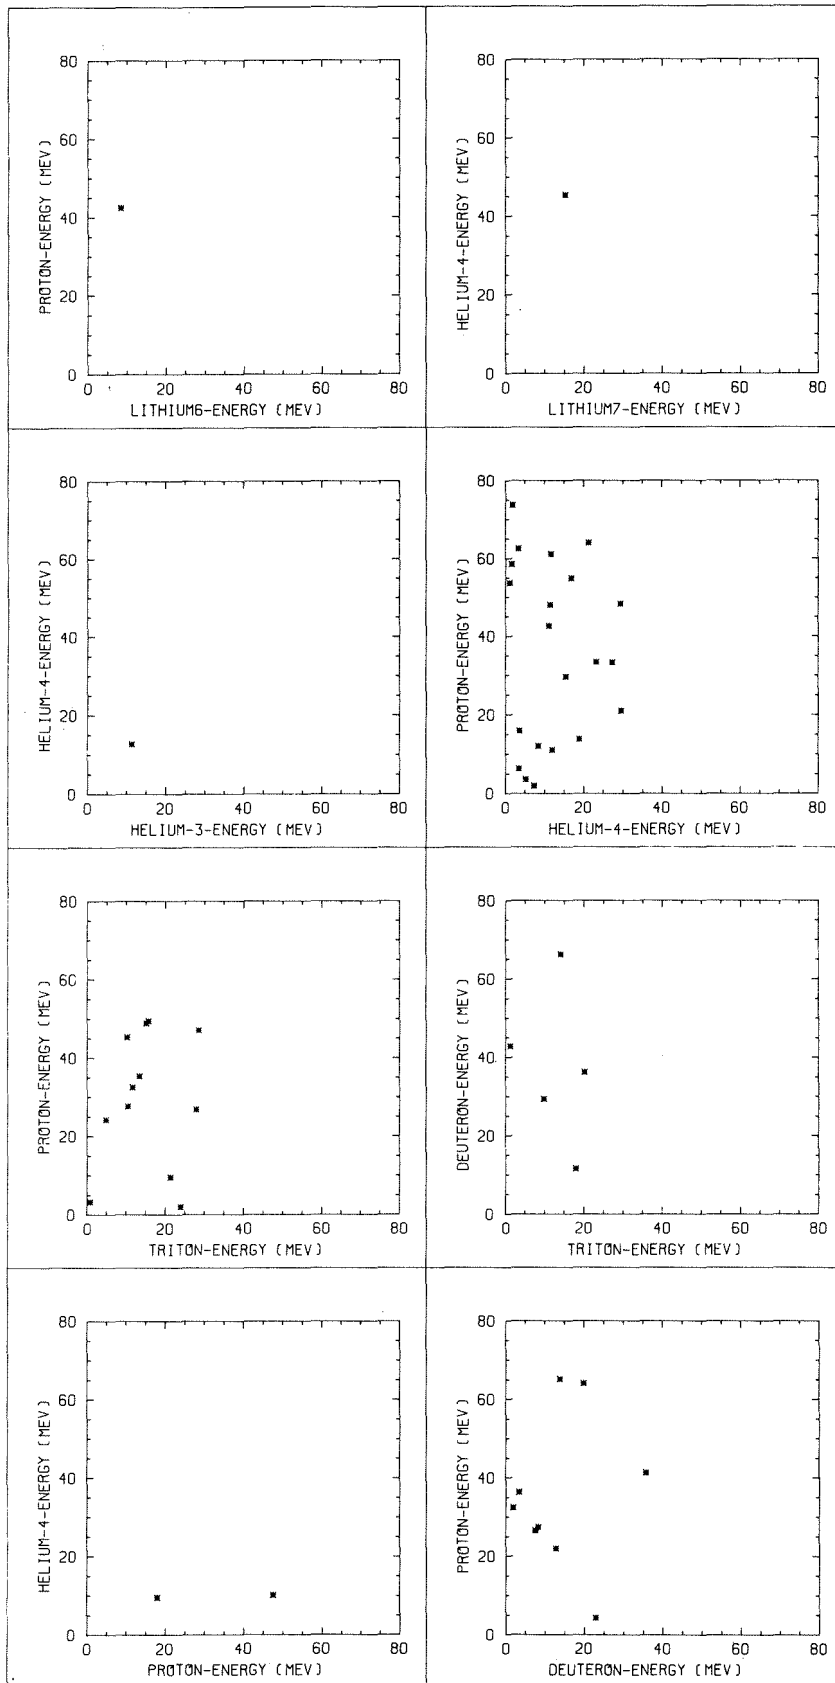 80
60
40
20
0
PROTON-ENERGY (MEV)
0 20 40 60 80
LITHIUM6-ENERGY (MEV)
80
60
40
20
0
HELIUM-4-ENERGY (MEV)
0 20 40 60 80
LITHIUM7-ENERGY (MEV)
80
60
40
20
0
HELIUM-4-ENERGY (MEV)
0 20 40 60 80
HELIUM-3-ENERGY (MEV)
80
60
40
20
0
PROTON-ENERGY (MEV)
0 20 40 60 80
HELIUM-4-ENERGY (MEV)
80
60
40
20
0
PROTON-ENERGY (MEV)
0 20 40 60 80
TRITON-ENERGY (MEV)
80
60
40
20
0
DEUTERON-ENERGY (MEV)
0 20 40 60 80
TRITON-ENERGY (MEV)
80
60
40
20
0
HELIUM-4-ENERGY (MEV)
0 20 40 60 80
PROTON-ENERGY (MEV)
80
60
40
20
0
PROTON-ENERGY (MEV)
0 20 40 60 80
DEUTERON-ENERGY (MEV)